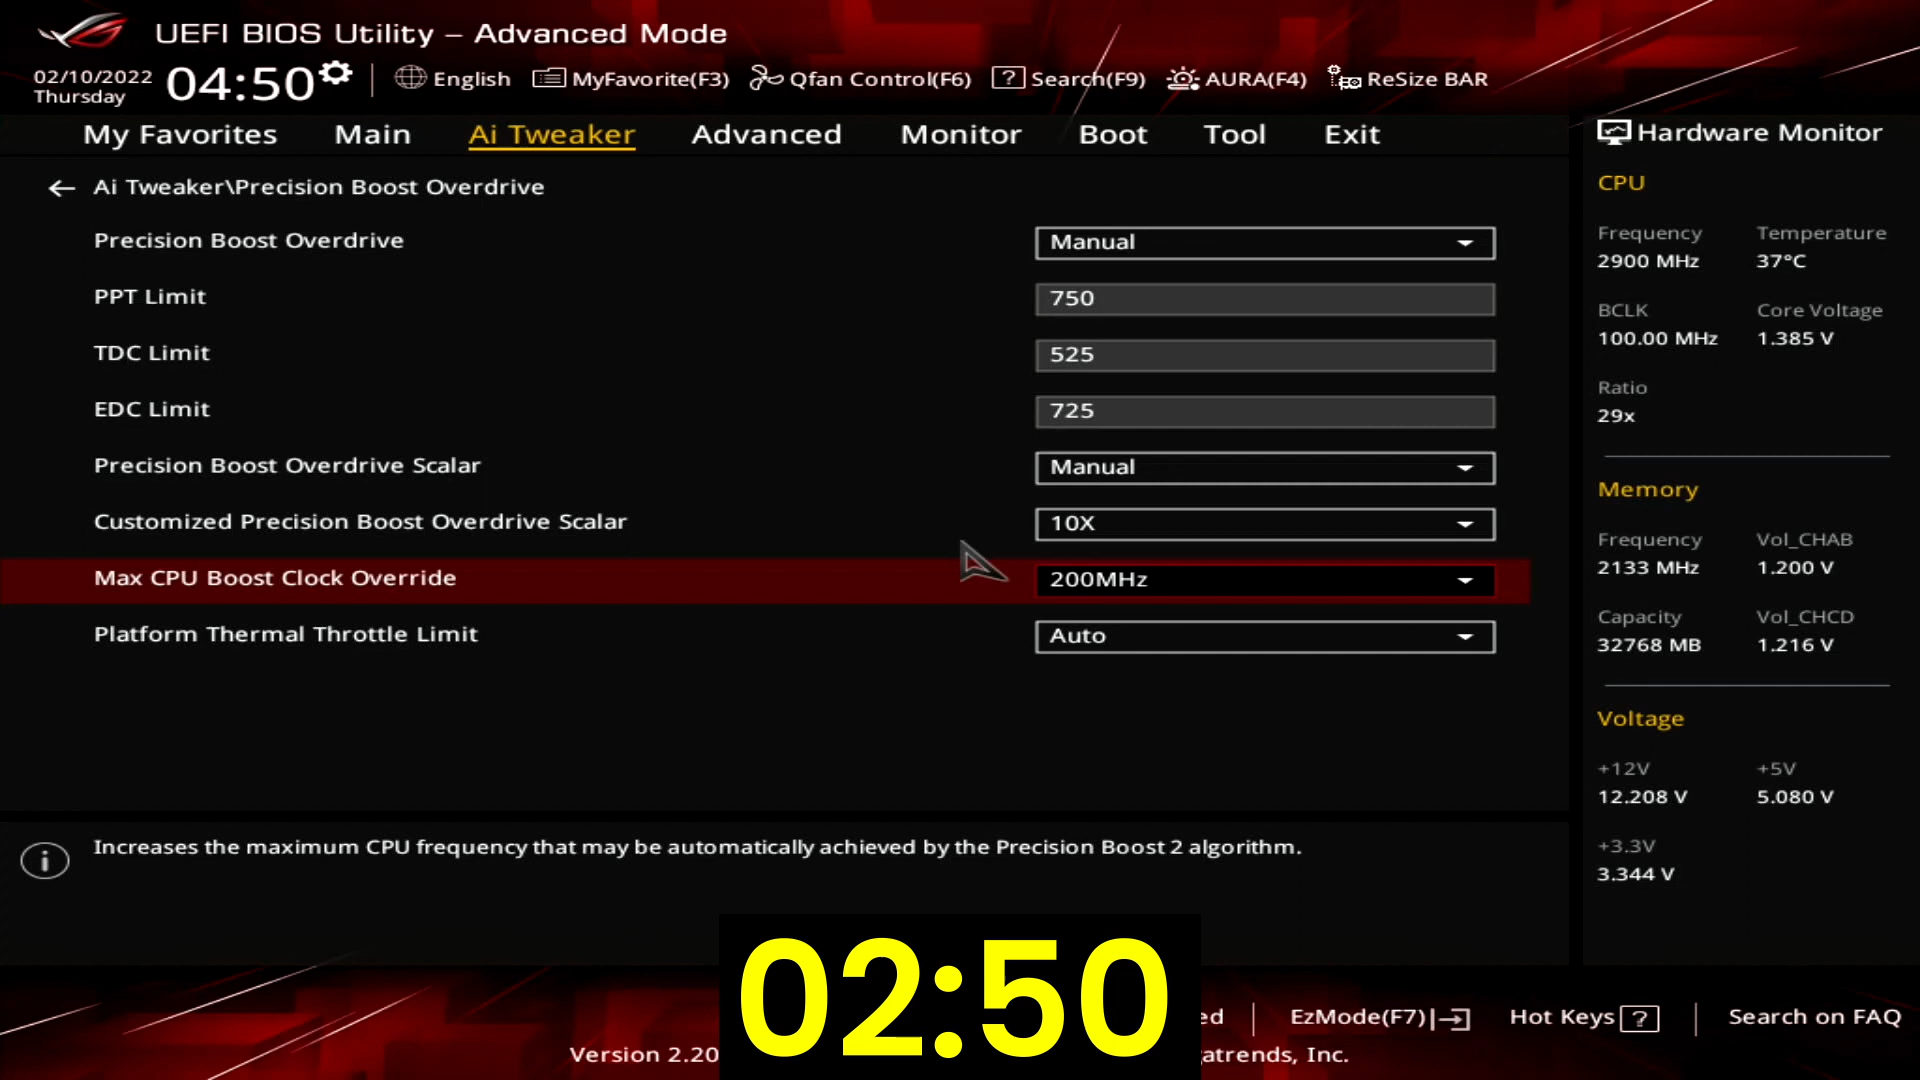 UEFI BIOS Utility – Advanced Mode
02/10/2022
Thursday
04:50
English
MyFavorite(F3)
Qfan Control(F6)
? Search(F9)
AURA(F4)
ReSize BAR
My Favorites
Main
Ai Tweaker
Advanced
Monitor
Boot
Tool
Exit
Hardware Monitor
Ai Tweaker\Precision Boost Overdrive
Precision Boost Overdrive
Manual
PPT Limit
750
TDC Limit
525
EDC Limit
725
Precision Boost Overdrive Scalar
Manual
Customized Precision Boost Overdrive Scalar
10X
Max CPU Boost Clock Override
200MHz
Platform Thermal Throttle Limit
Auto
CPU
Frequency
Temperature
2900 MHz
37°C
BCLK
Core Voltage
100.00 MHz
1.385 V
Ratio
29x
Memory
Frequency
Vol_CHAB
2133 MHz
1.200 V
Capacity
Vol_CHCD
32768 MB
1.216 V
Voltage
+12V
+5V
12.208 V
5.080 V
+3.3V
3.344 V
i
Increases the maximum CPU frequency that may be automatically achieved by the Precision Boost 2 algorithm.
02:50
EzMode(F7)
Hot Keys ?
Search on FAQ
Version 2.20
Inc.